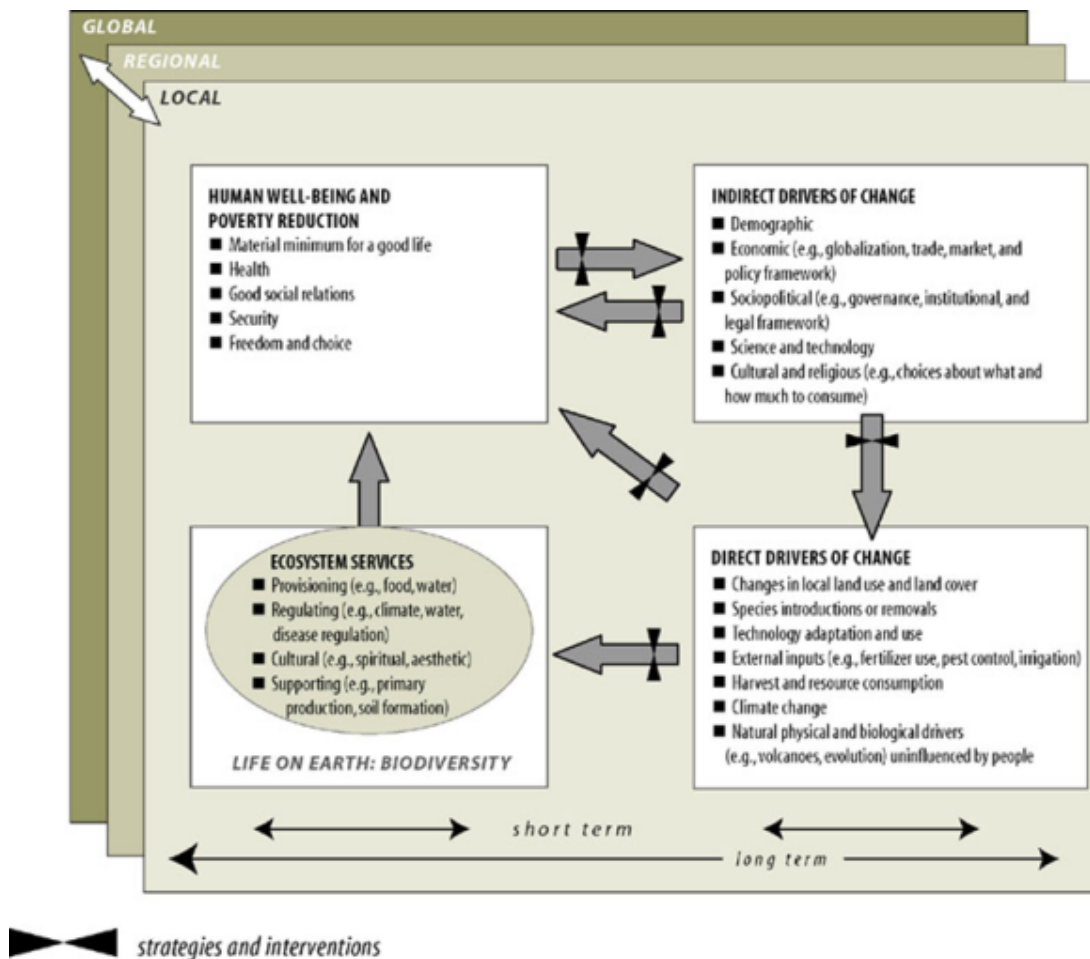 GLOBAL
REGIONAL
LOCAL
HUMAN WELL-BEING AND
POVERTY REDUCTION
■ Material minimum for a good life
■ Health
■ Good social relations
■ Security
■ Freedom and choice
INDIRECT DRIVERS OF CHANGE
■ Demographic
■ Economic (e.g., globalization, trade, market, and
policy framework)
■ Sociopolitical (e.g., governance, institutional, and
legal framework)
■ Science and technology
■ Cultural and religious (e.g., choices about what and
how much to consume)
ECOSYSTEM SERVICES
■ Provisioning (e.g., food, water)
■ Regulating (e.g., climate, water,
disease regulation)
■ Cultural (e.g., spiritual, aesthetic)
■ Supporting (e.g., primary
production, soil formation)
LIFE ON EARTH: BIODIVERSITY
DIRECT DRIVERS OF CHANGE
■ Changes in local land use and land cover
■ Species introductions or removals
■ Technology adaptation and use
■ External inputs (e.g., fertilizer use, pest control, irrigation)
■ Harvest and resource consumption
■ Climate change
■ Natural physical and biological drivers
(e.g., volcanoes, evolution) uninfluenced by people
short term
long term
strategies and interventions